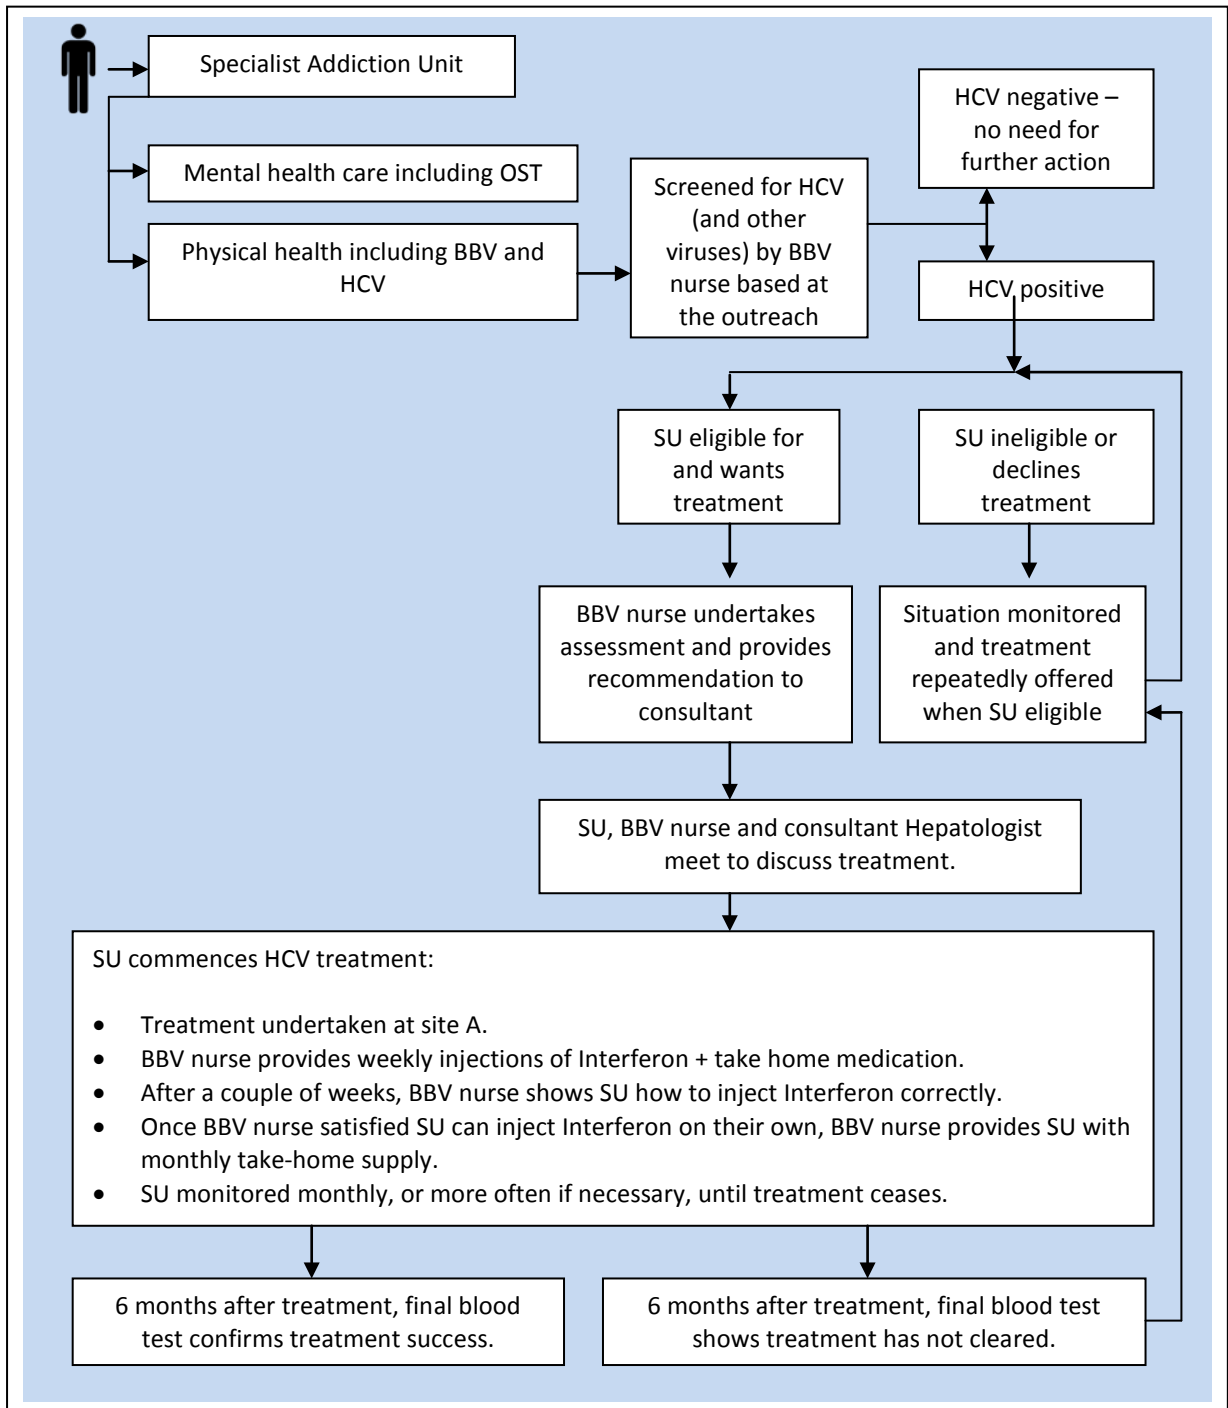 Specialist Addiction Unit
Mental health care including OST
Physical health including BBV and
HCV
Screened for HCV
(and other
viruses) by BBV
nurse based at
the outreach
HCV negative –
no need for
further action
HCV positive
SU eligible for
and wants
treatment
SU ineligible or
declines
treatment
BBV nurse undertakes
assessment and provides
recommendation to
consultant
Situation monitored
and treatment
repeatedly offered
when SU eligible
SU, BBV nurse and consultant Hepatologist
meet to discuss treatment.
SU commences HCV treatment:
• Treatment undertaken at site A.
• BBV nurse provides weekly injections of Interferon + take home medication.
• After a couple of weeks, BBV nurse shows SU how to inject Interferon correctly.
• Once BBV nurse satisfied SU can inject Interferon on their own, BBV nurse provides SU with
monthly take-home supply.
• SU monitored monthly, or more often if necessary, until treatment ceases.
6 months after treatment, final blood
test confirms treatment success.
6 months after treatment, final blood test
shows treatment has not cleared.